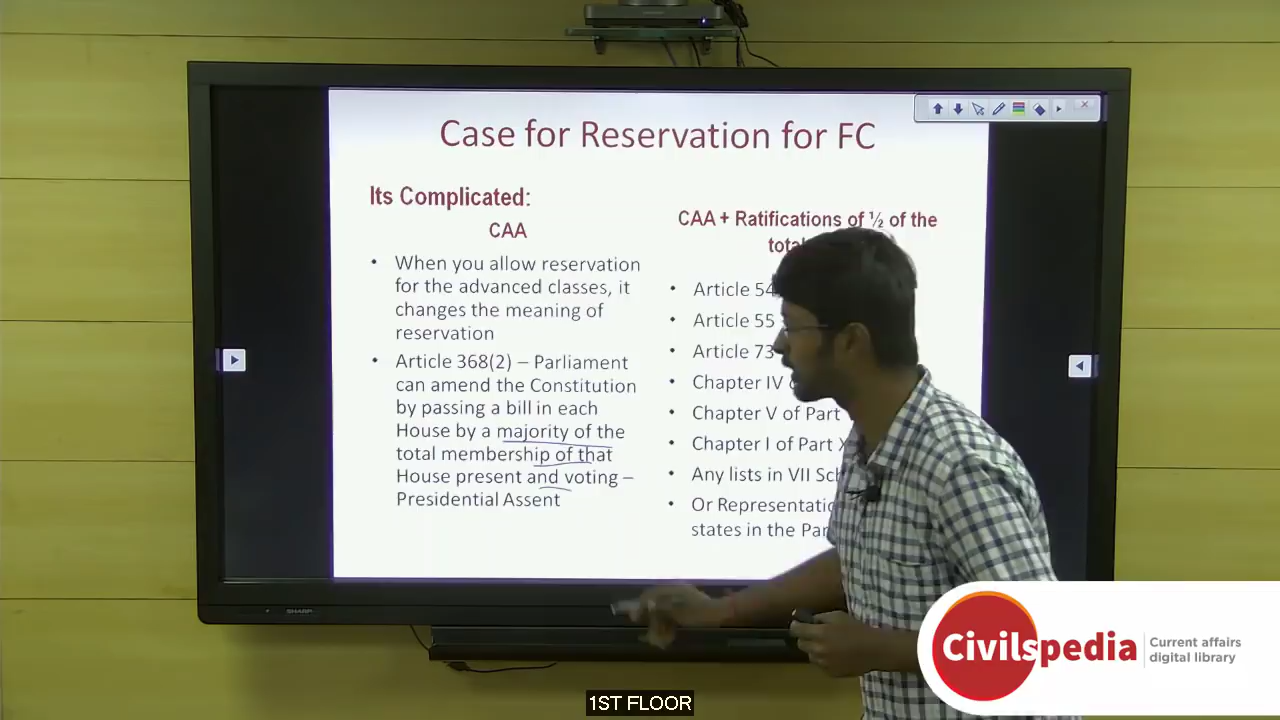 Case for Reservation for FC
Its Complicated:
CAA
When you allow reservation
for the advanced classes, it
changes the meaning of
reservation
Article 368(2) – Parliament
can amend the Constitution
by passing a bill in each
House by a majority of the
total membership of that
House present and voting –
Presidential Assent
CAA + Ratifications of ½ of the
Article 54
Article 55
Article 73
Chapter IV
Chapter V of Part
Chapter I of Part
Any lists in VII
Or
states in the
SHARP
Civilspedia
Current affairs
digital library
1ST FLOOR